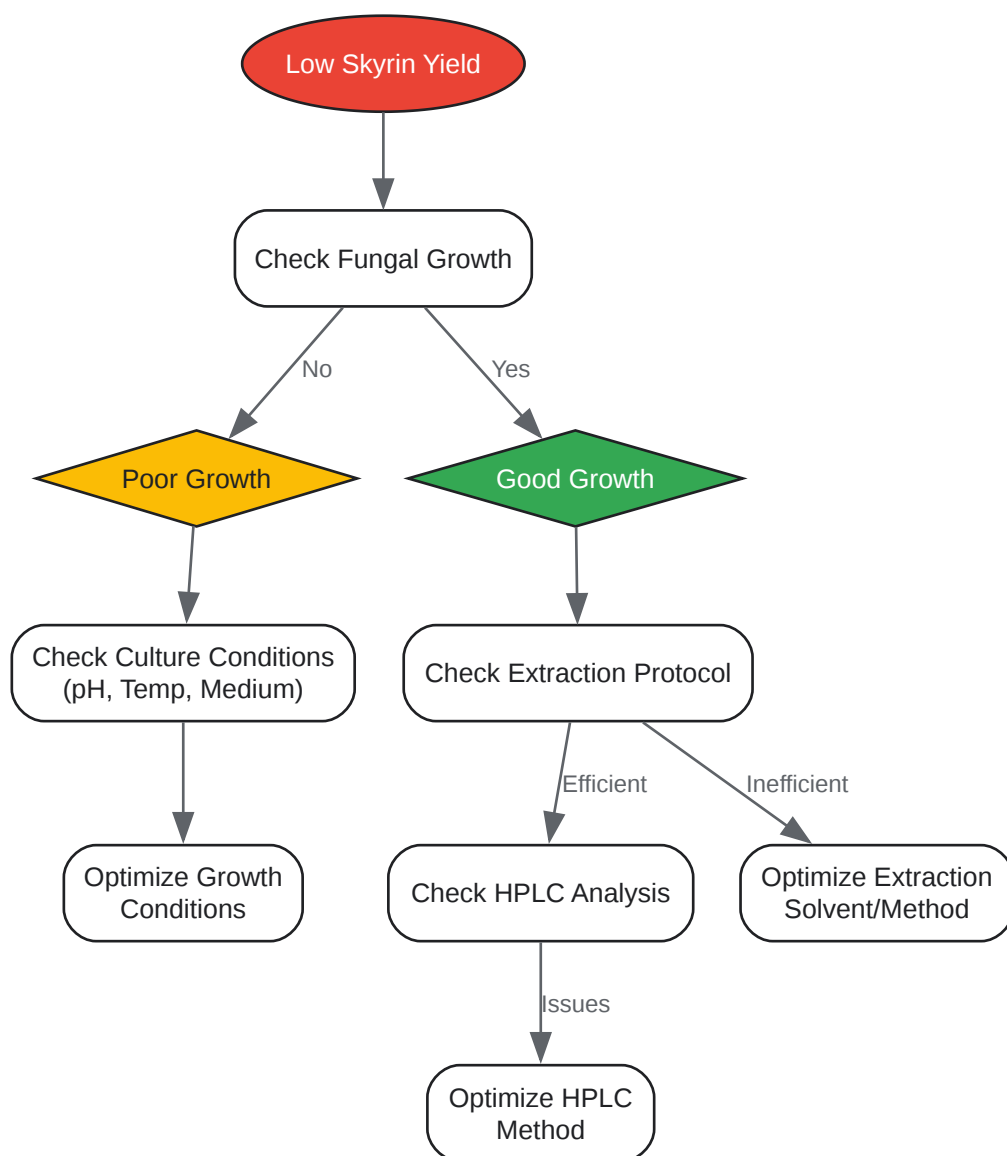 Low Skyrin Yield
Check Fungal Growth
No
Yes
Poor Growth
Good Growth
Check Culture Conditions
(pH, Temp, Medium)
Check Extraction Protocol
Efficient
Inefficient
Optimize Growth
Conditions
Check HPLC Analysis
Optimize Extraction
Solvent/Method
Issues
Optimize HPLC
Method